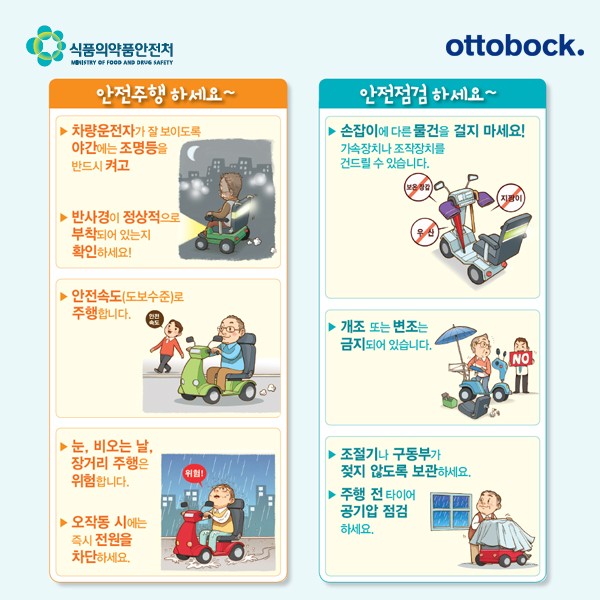 식품의약품안전처
MINISTRY OF FOOD AND DRUG SAFETY
ottobock.
안전주행 하세요~
▶ 차량운전자가 잘 보이도록
야간에는 조명등을
반드시 켜고
▶ 반사경이 정상적으로
부착되어 있는지
확인하세요!
▶ 안전속도(도보수준)로
주행합니다.
안전
속도
▶ 눈, 비오는 날,
장거리 주행은
위험합니다.
위험!
▶ 오작동 시에는
즉시 전원을
차단하세요.
안전점검 하세요~
▶ 손잡이에 다른 물건을 걸지 마세요!
가속장치나 조작장치를
건드릴 수 있습니다.
보온 장갑
지팡이
우 산
▶ 개조 또는 변조는
금지되어 있습니다.
NO
▶ 조절기나 구동부가
젖지 않도록 보관하세요.
▶ 주행 전 타이어
공기압 점검
하세요.